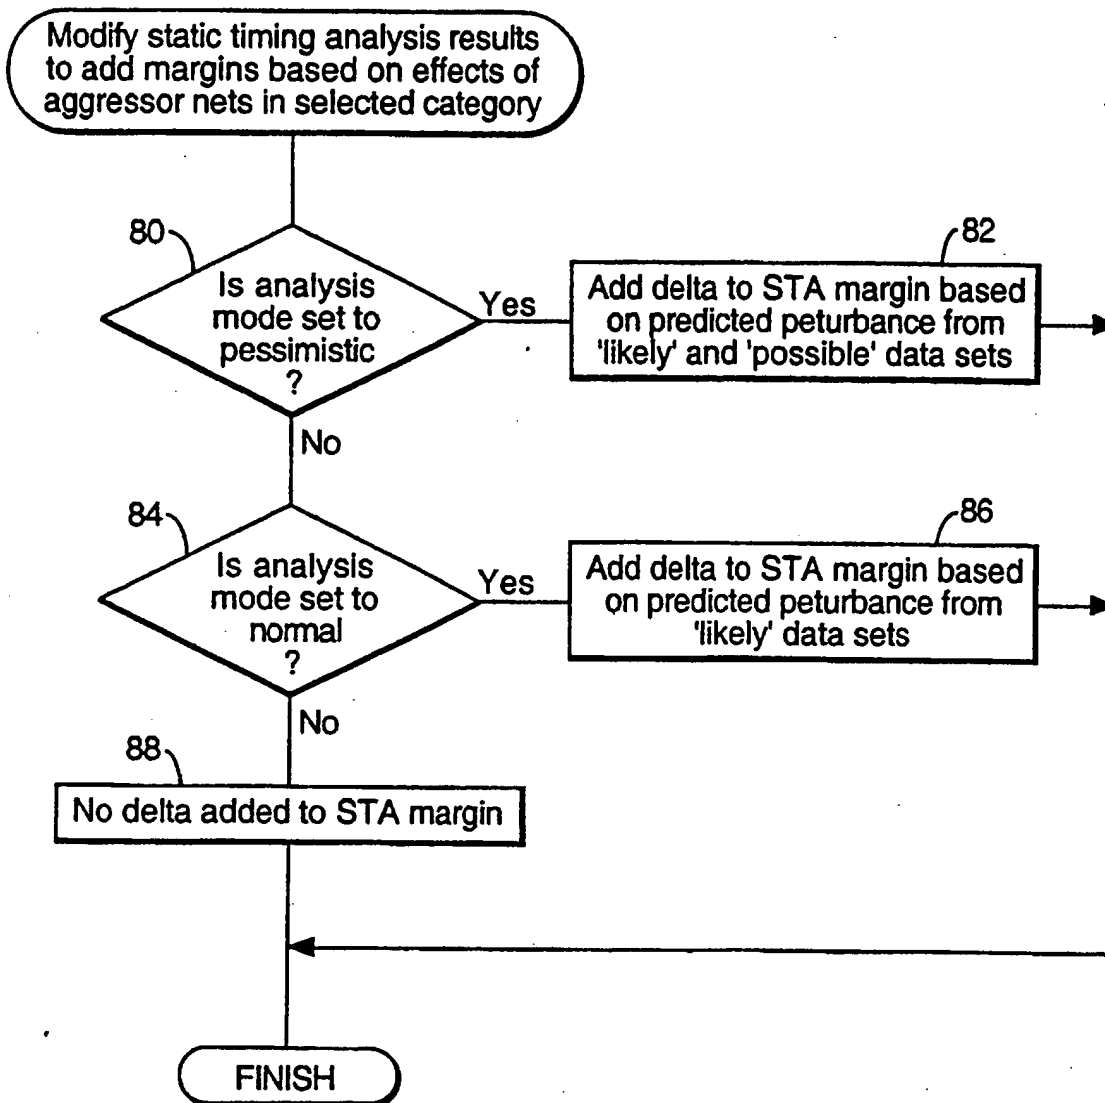 Modify static timing analysis results
to add margins based on effects of
aggressor nets in selected category
80
Is analysis
mode set to
pessimistic
?
Yes
82
Add delta to STA margin based
on predicted peturbance from
'likely' and 'possible' data sets
No
84
Is analysis
mode set to
normal
?
Yes
86
Add delta to STA margin based
on predicted peturbance from
'likely' data sets
No
88
No delta added to STA margin
FINISH